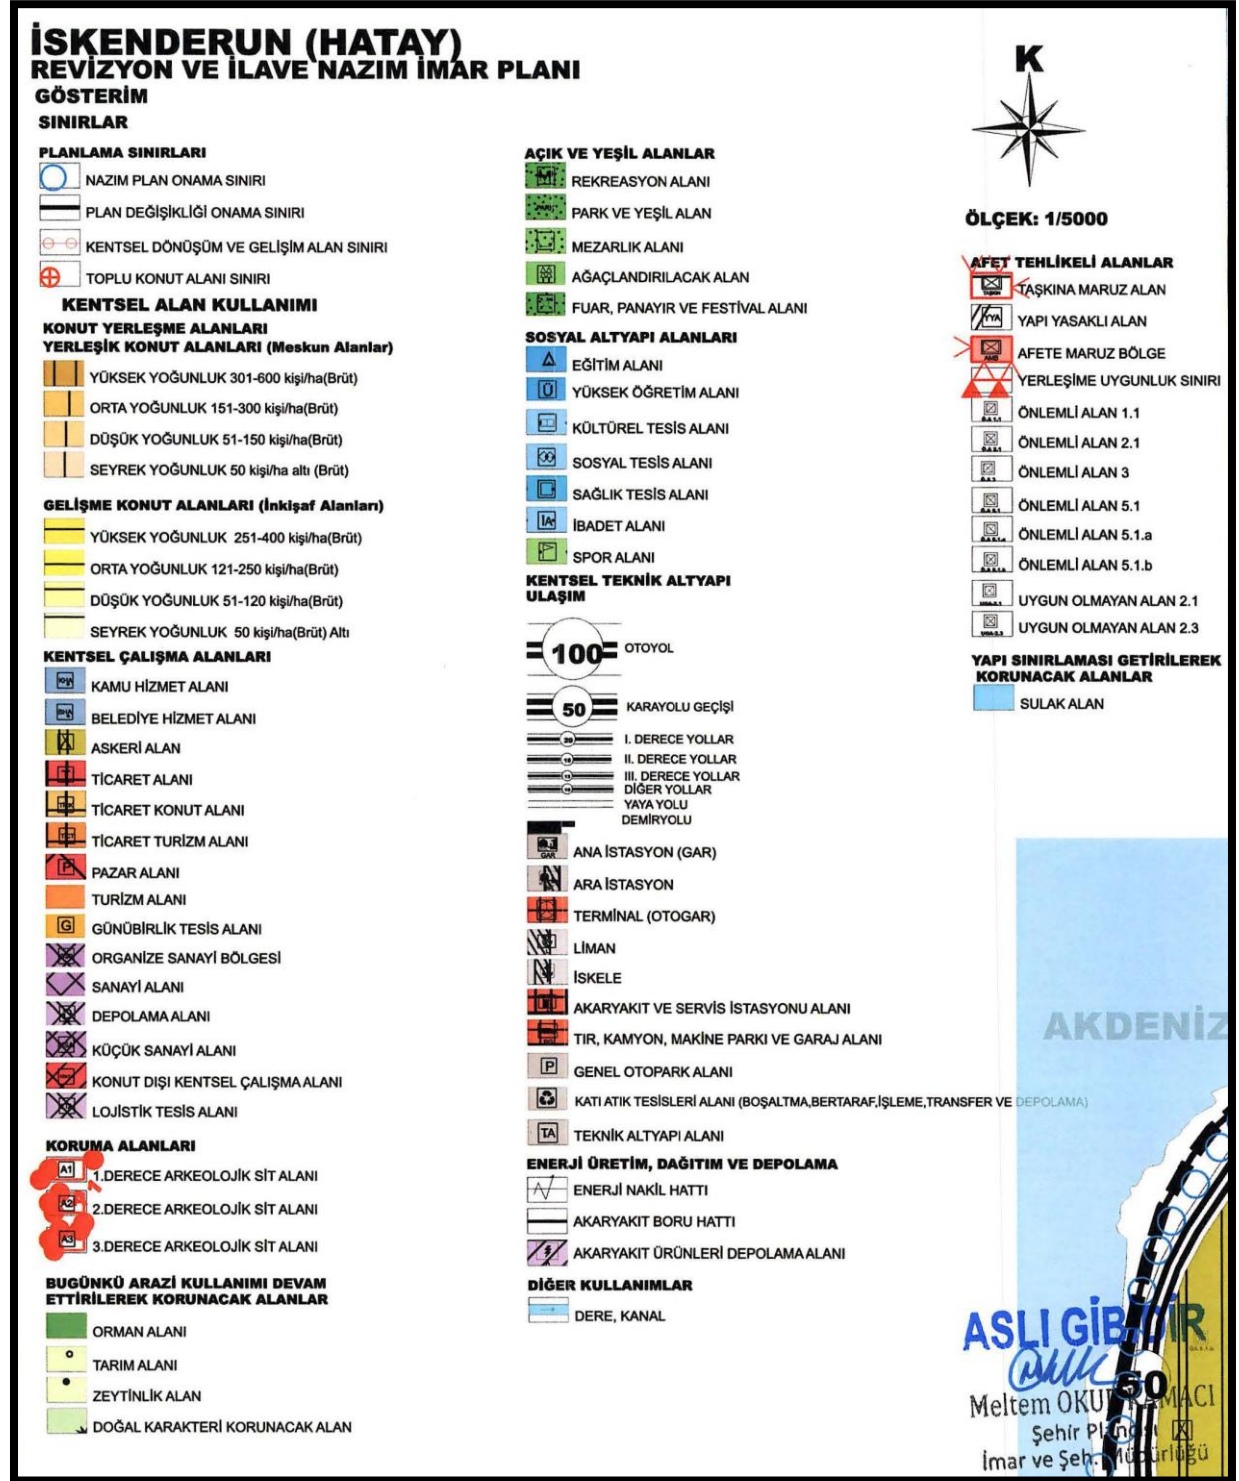 İSKENDERUN (HATAY)
REVİZYON VE İLAVE NAZIM İMAR PLANI
GÖSTERİM
SINIRLAR
PLANLAMA SINIRLARI
NAZIM PLAN ONAMA SINIRI
PLAN DEĞİŞİKLİĞİ ONAMA SINIRI
KENTSEL DÖNÜŞÜM VE GELİŞİM ALAN SINIRI
TOPLU KONUT ALANI SINIRI
KENTSEL ALAN KULLANIMI
KONUT YERLEŞME ALANLARI
YERLEŞİK KONUT ALANLARI (Meskun Alanlar)
YÜKSEK YOĞUNLUK 301-600 kişi/ha(Brüt)
ORTA YOĞUNLUK 151-300 kişi/ha(Brüt)
DÜŞÜK YOĞUNLUK 51-150 kişi/ha(Brüt)
SEYREK YOĞUNLUK 50 kişi/ha altı (Brüt)
GELİŞME KONUT ALANLARI (İnkişaf Alanları)
YÜKSEK YOĞUNLUK 251-400 kişi/ha(Brüt)
ORTA YOĞUNLUK 121-250 kişi/ha(Brüt)
DÜŞÜK YOĞUNLUK 51-120 kişi/ha(Brüt)
SEYREK YOĞUNLUK 50 kişi/ha(Brüt) Altı
KENTSEL ÇALIŞMA ALANLARI
KHA KAMU HİZMET ALANI
BHA BELEDİYE HİZMET ALANI
ASKERİ ALAN
T TİCARET ALANI
TİCARET KONUT ALANI
TİCARET TURİZM ALANI
P PAZAR ALANI
TURİZM ALANI
G GÜNÜBİRLİK TESİS ALANI
ORGANİZE SANAYİ BÖLGESİ
SANAYİ ALANI
DEPOLAMA ALANI
KÜÇÜK SANAYİ ALANI
KONUT DIŞI KENTSEL ÇALIŞMA ALANI
LOJİSTİK TESİS ALANI
KORUMA ALANLARI
A1 1.DERECE ARKEOLOJİK SİT ALANI
A2 2.DERECE ARKEOLOJİK SİT ALANI
A3 3.DERECE ARKEOLOJİK SİT ALANI
BUGÜNKÜ ARAZİ KULLANIMI DEVAM
ETTİRİLEREK KORUNACAK ALANLAR
ORMAN ALANI
TARIM ALANI
ZEYTİNLİK ALAN
DOĞAL KARAKTERİ KORUNACAK ALAN
AÇIK VE YEŞİL ALANLAR
REKREASYON ALANI
PARK VE YEŞİL ALAN
MEZARLIK ALANI
AĞAÇLANDIRILACAK ALAN
FUAR, PANAYIR VE FESTİVAL ALANI
SOSYAL ALTYAPI ALANLARI
EĞİTİM ALANI
Ü YÜKSEK ÖĞRETİM ALANI
KÜLTÜREL TESİS ALANI
SOSYAL TESİS ALANI
SAĞLIK TESİS ALANI
İBADET ALANI
SPOR ALANI
KENTSEL TEKNİK ALTYAPI
ULAŞIM
100 OTOYOL
50 KARAYOLU GEÇİŞİ
I. DERECE YOLLAR
II. DERECE YOLLAR
III. DERECE YOLLAR
DİĞER YOLLAR
YAYA YOLU
DEMİRYOLU
GAR ANA İSTASYON (GAR)
ARA İSTASYON
TERMİNAL (OTOGAR)
LİMAN
İSKELE
AKARYAKIT VE SERVİS İSTASYONU ALANI
TIR, KAMYON, MAKİNE PARKI VE GARAJ ALANI
P GENEL OTOPARK ALANI
KATI ATIK TESİSLERİ ALANI (BOŞALTMA,BERTARAF,İŞLEME,TRANSFER VE DEPOLAMA)
TA TEKNİK ALTYAPI ALANI
ENERJİ ÜRETİM, DAĞITIM VE DEPOLAMA
ENERJİ NAKİL HATTI
AKARYAKIT BORU HATTI
AKARYAKIT ÜRÜNLERİ DEPOLAMA ALANI
DİĞER KULLANIMLAR
DERE, KANAL
K
ÖLÇEK: 1/5000
AFET TEHLİKELİ ALANLAR
TAŞKINA MARUZ ALAN
YYA YAPI YASAKLI ALAN
AMB AFETE MARUZ BÖLGE
YERLEŞİME UYGUNLUK SINIRI
ÖNLEMLİ ALAN 1.1
ÖNLEMLİ ALAN 2.1
ÖNLEMLİ ALAN 3
ÖNLEMLİ ALAN 5.1
ÖNLEMLİ ALAN 5.1.a
ÖNLEMLİ ALAN 5.1.b
UYGUN OLMAYAN ALAN 2.1
UYGUN OLMAYAN ALAN 2.3
YAPI SINIRLAMASI GETİRİLEREK
KORUNACAK ALANLAR
SULAK ALAN
AKDENİZ
ASLI GİBİDİR
50
Meltem
Şehir Plancısı
İmar ve Şeh. Müdürlüğü